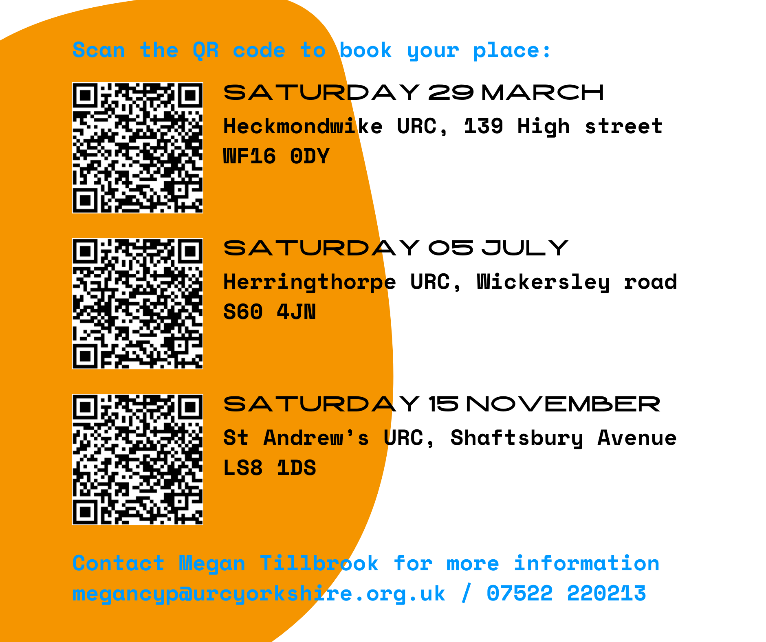 Scan the QR code to book your place:
SATURDAY 29 MARCH
Heckmondwike URC, 139 High street
WF16 0DY
SATURDAY 05 JULY
Herringthorpe URC, Wickersley road
S60 4JN
SATURDAY 15 NOVEMBER
St Andrew's URC, Shaftsbury Avenue
LS8 1DS
Contact Megan Tillbrook for more information
megancyp@urcyorkshire.org.uk / 07522 220213